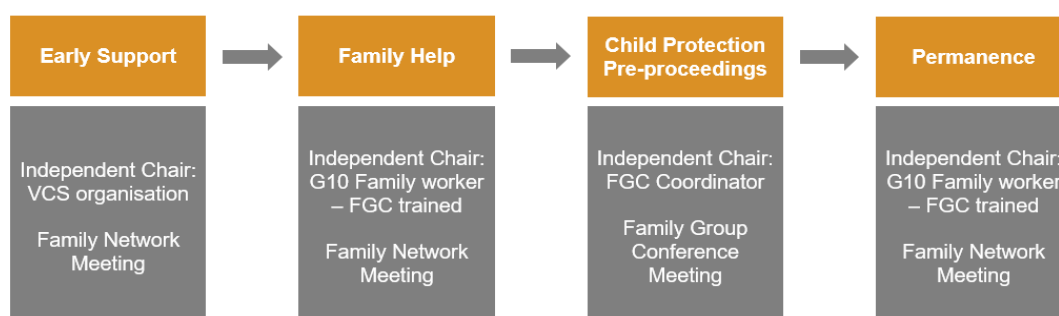 Early Support
Family Help
Child Protection
Pre-proceedings
Permanence
Independent Chair:
VCS organisation
Family Network
Meeting
Independent Chair:
G10 Family worker
– FGC trained
Family Network
Meeting
Independent Chair:
FGC Coordinator
Family Group
Conference
Meeting
Independent Chair:
G10 Family worker
– FGC trained
Family Network
Meeting